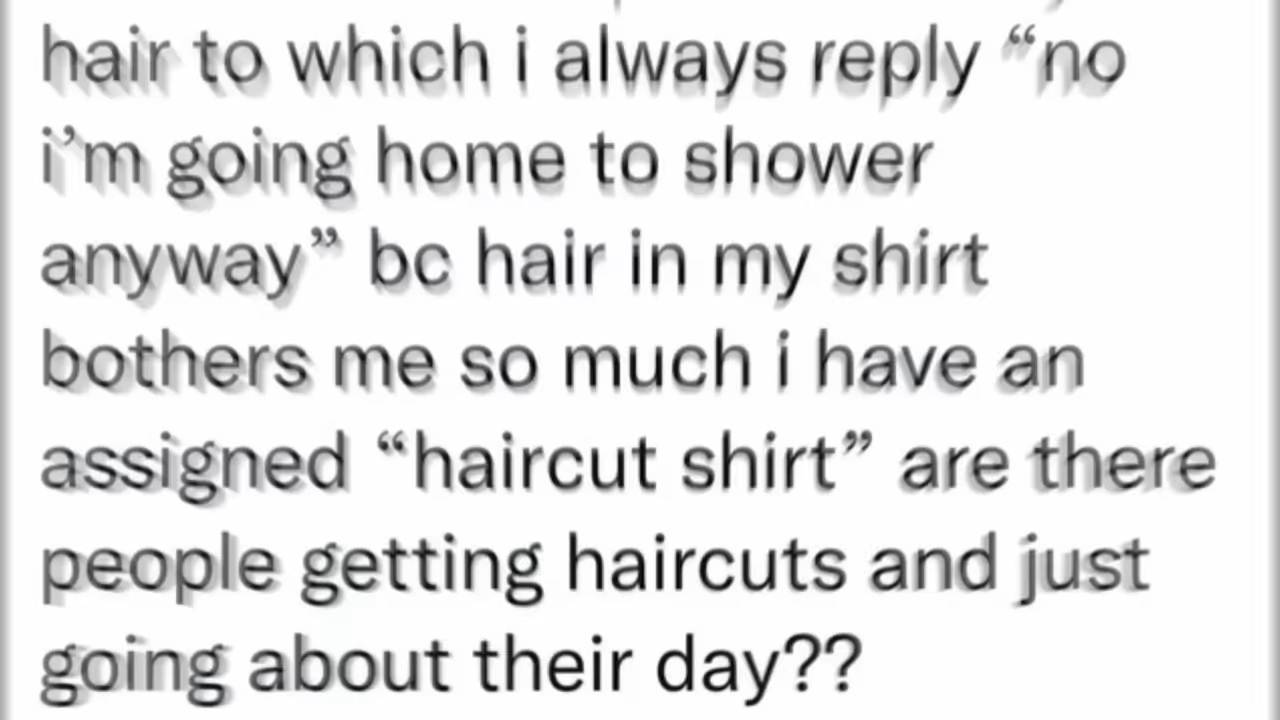 hair to which i always reply “no
i’m going home to shower
anyway” bc hair in my shirt
bothers me so much i have an
assigned “haircut shirt” are there
people getting haircuts and just
going about their day??